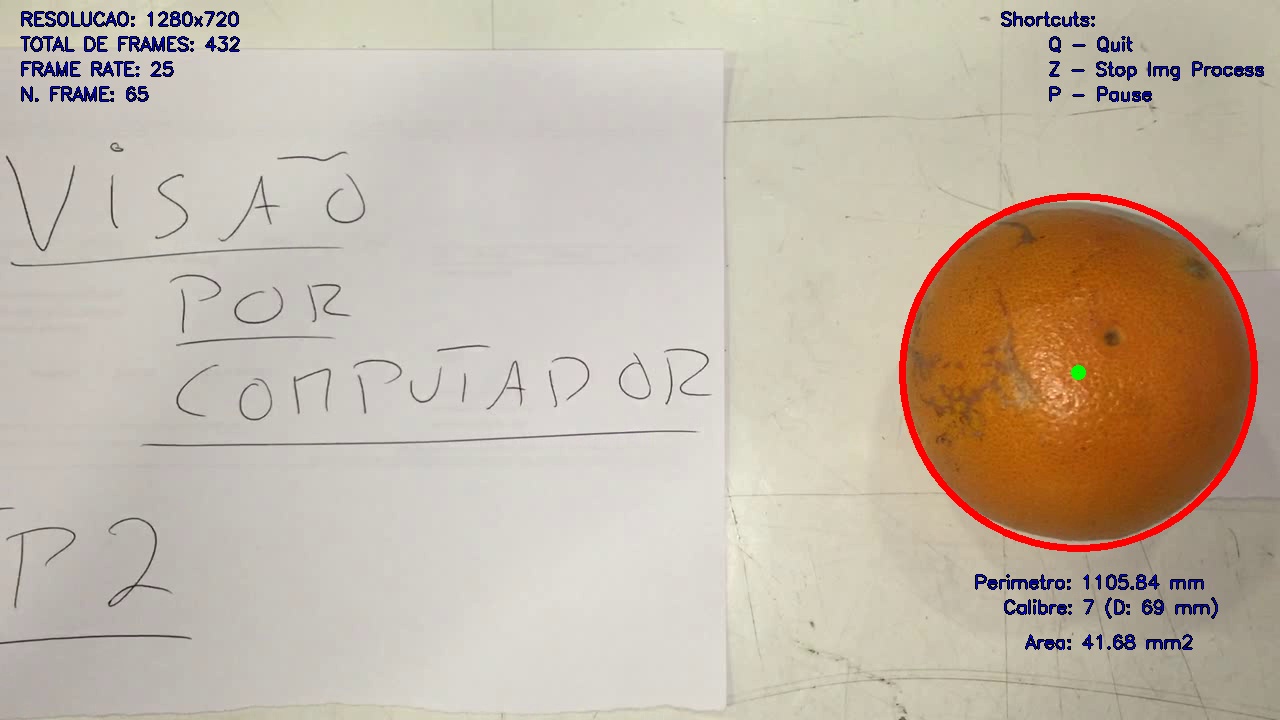 RESOLUCAO: 1280x720
TOTAL DE FRAMES: 432
FRAME RATE: 25
N. FRAME: 65
Shortcuts:
Q - Quit
Z - Stop Img Process
P - Pause
VISÃO
POR
COMPUTADOR
TP2
Perimetro: 1105.84 mm
Calibre: 7 (D: 69 mm)
Area: 41.68 mm2